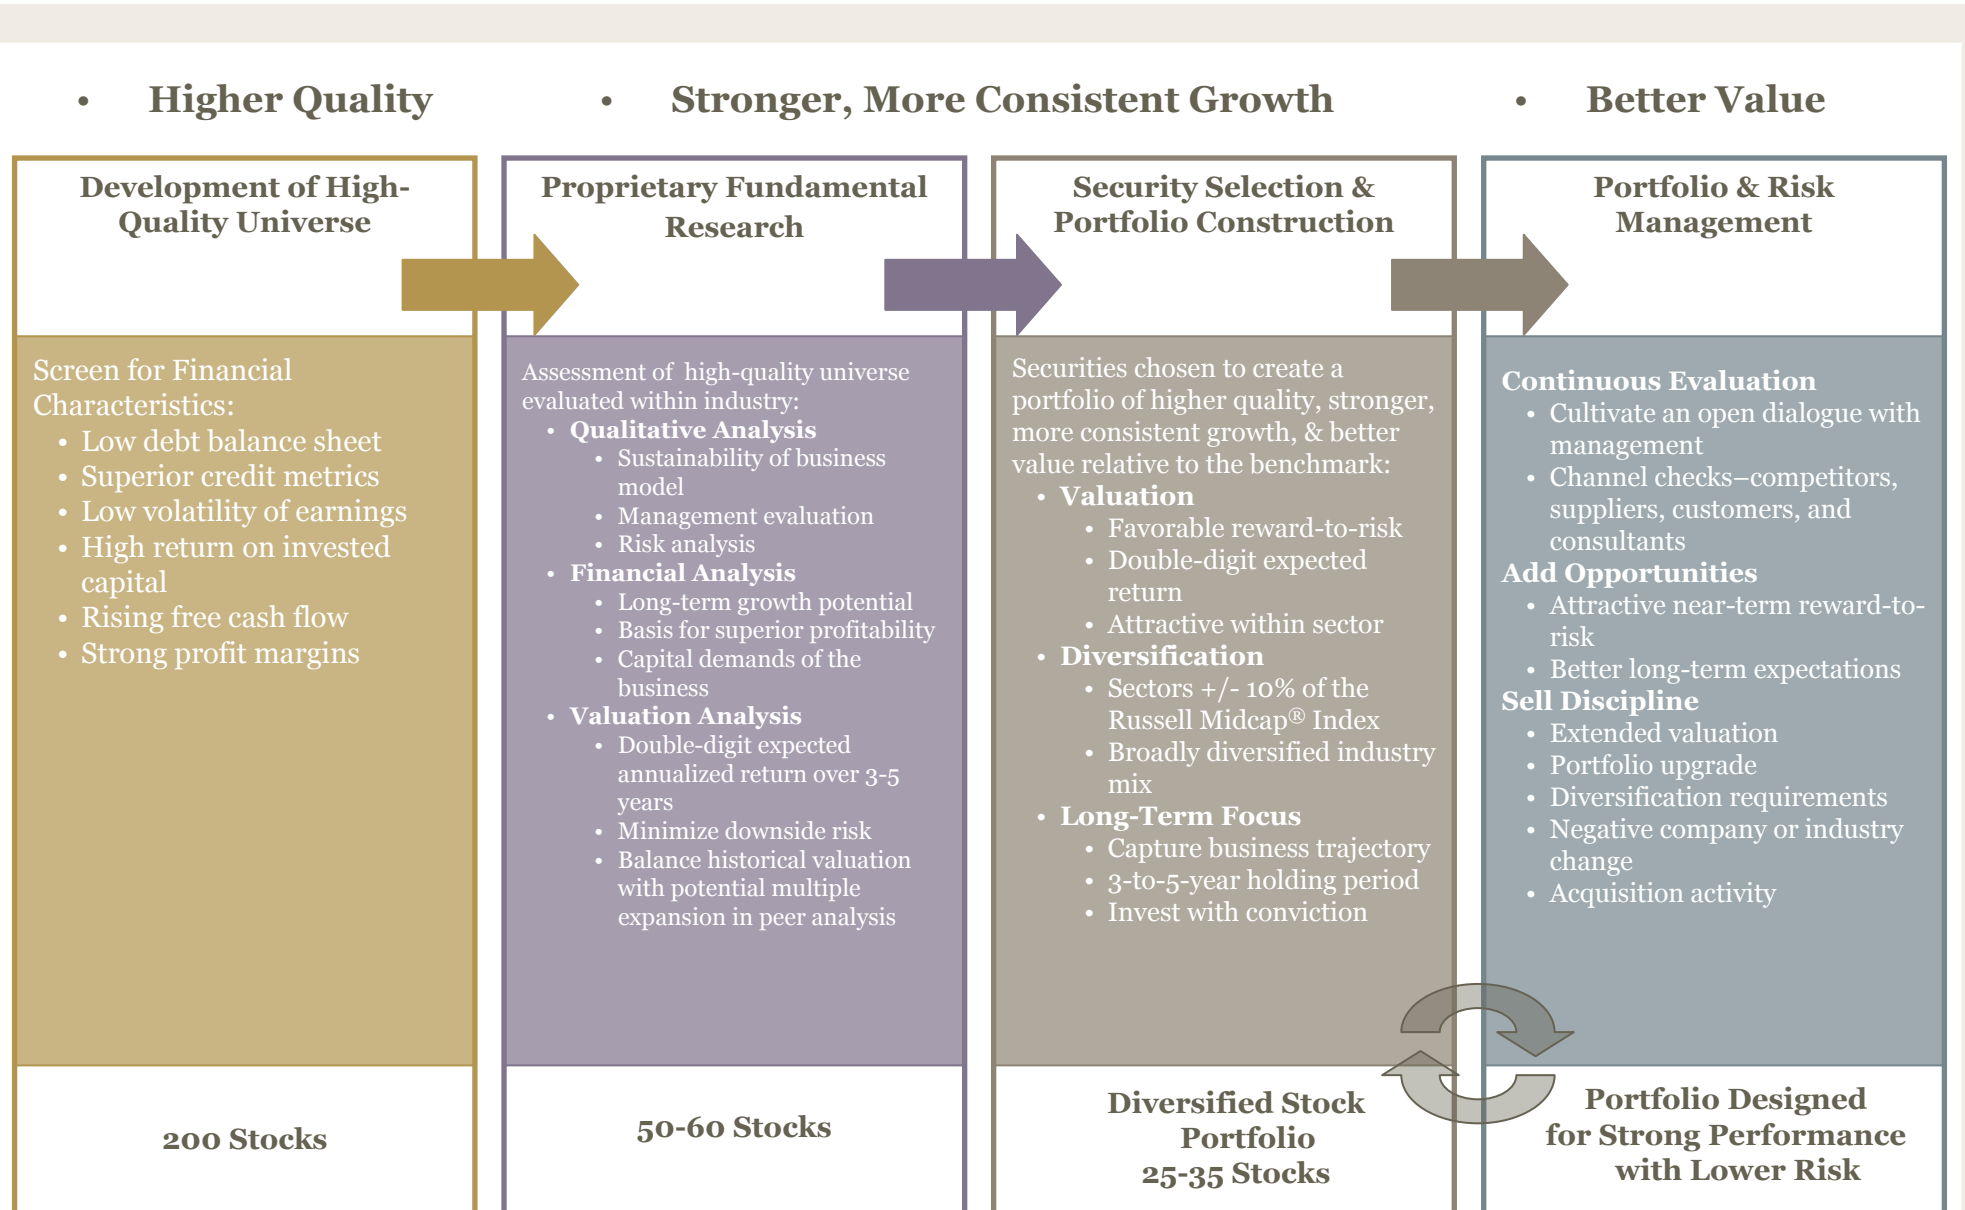 • Higher Quality • Stronger, More Consistent Growth • Better Value
Development of High-
Quality Universe
Screen for Financial
Characteristics:
• Low debt balance sheet
• Superior credit metrics
• Low volatility of earnings
• High return on invested
capital
• Rising free cash flow
• Strong profit margins
200 Stocks
Proprietary Fundamental
Research
Assessment of high-quality universe
evaluated within industry:
• Qualitative Analysis
• Sustainability of business
model
• Management evaluation
• Risk analysis
• Financial Analysis
• Long-term growth potential
• Basis for superior profitability
• Capital demands of the
business
• Valuation Analysis
• Double-digit expected
annualized return over 3-5
years
• Minimize downside risk
• Balance historical valuation
with potential multiple
expansion in peer analysis
50-60 Stocks
Security Selection &
Portfolio Construction
Securities chosen to create a
portfolio of higher quality, stronger,
more consistent growth, & better
value relative to the benchmark:
• Valuation
• Favorable reward-to-risk
• Double-digit expected
return
• Attractive within sector
• Diversification
• Sectors +/- 10% of the
Russell Midcap® Index
• Broadly diversified industry
mix
• Long-Term Focus
• Capture business trajectory
• 3-to-5-year holding period
• Invest with conviction
Diversified Stock
Portfolio
25-35 Stocks
Portfolio & Risk
Management
Continuous Evaluation
• Cultivate an open dialogue with
management
• Channel checks–competitors,
suppliers, customers, and
consultants
Add Opportunities
• Attractive near-term reward-to-
risk
• Better long-term expectations
Sell Discipline
• Extended valuation
• Portfolio upgrade
• Diversification requirements
• Negative company or industry
change
• Acquisition activity
Portfolio Designed
for Strong Performance
with Lower Risk